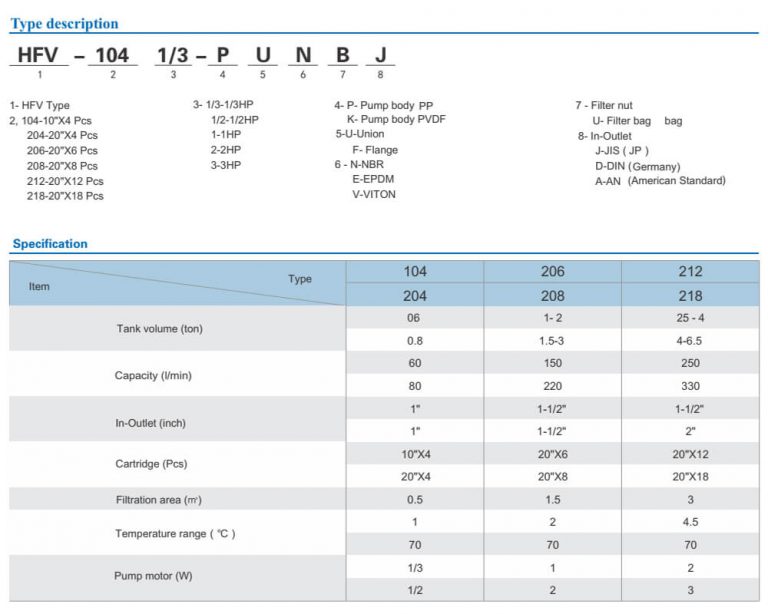 Type description
HFV – 104 1/3 – P U N B J
1 2 3 4 5 6 7 8
1- HFV Type
2, 104-10"X4 Pcs
204-20"X4 Pcs
206-20"X6 Pcs
208-20"X8 Pcs
212-20"X12 Pcs
218-20"X18 Pcs
3- 1/3-1/3HP
1/2-1/2HP
1-1HP
2-2HP
3-3HP
4- P- Pump body PP
K- Pump body PVDF
5-U-Union
F- Flange
6 - N-NBR
E-EPDM
V-VITON
7 - Filter nut
U- Filter bag bag
8- In-Outlet
J-JIS ( JP )
D-DIN (Germany)
A-AN (American Standard)
Specification
Item Type 104 206 212
204 208 218
Tank volume (ton) 06 1- 2 25 - 4
0.8 1.5-3 4-6.5
Capacity (l/min) 60 150 250
80 220 330
In-Outlet (inch) 1" 1-1/2" 1-1/2"
1" 1-1/2" 2"
Cartridge (Pcs) 10"X4 20"X6 20"X12
20"X4 20"X8 20"X18
Filtration area (㎡) 0.5 1.5 3
Temperature range ( ℃ ) 1 2 4.5
70 70 70
Pump motor (W) 1/3 1 2
1/2 2 3